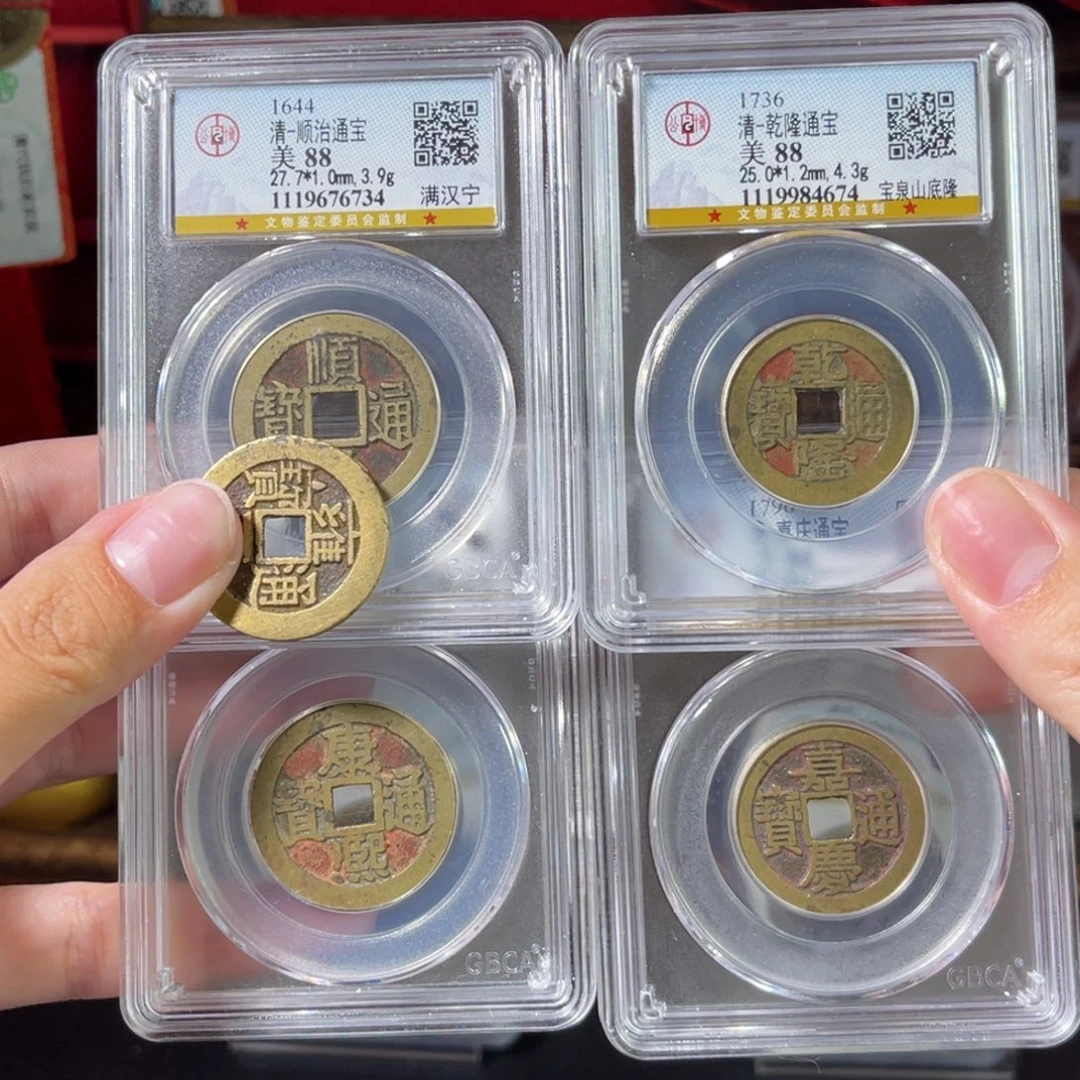 1644
清-顺治通宝
美 88
27.7*1.0mm, 3.9g
1119676734 满汉宁
★ 文物鉴定委员会监制 ★
1736
清-乾隆通宝
美 88
25.0*1.2mm, 4.3g
1119984674 宝泉山底隆
★ 文物鉴定委员会监制 ★
順
通
寶
乾隆通寶
1796
嘉庆通宝
雍正通寶
GBCA
康熙通寶
GBCA
嘉慶通寶
GBCA